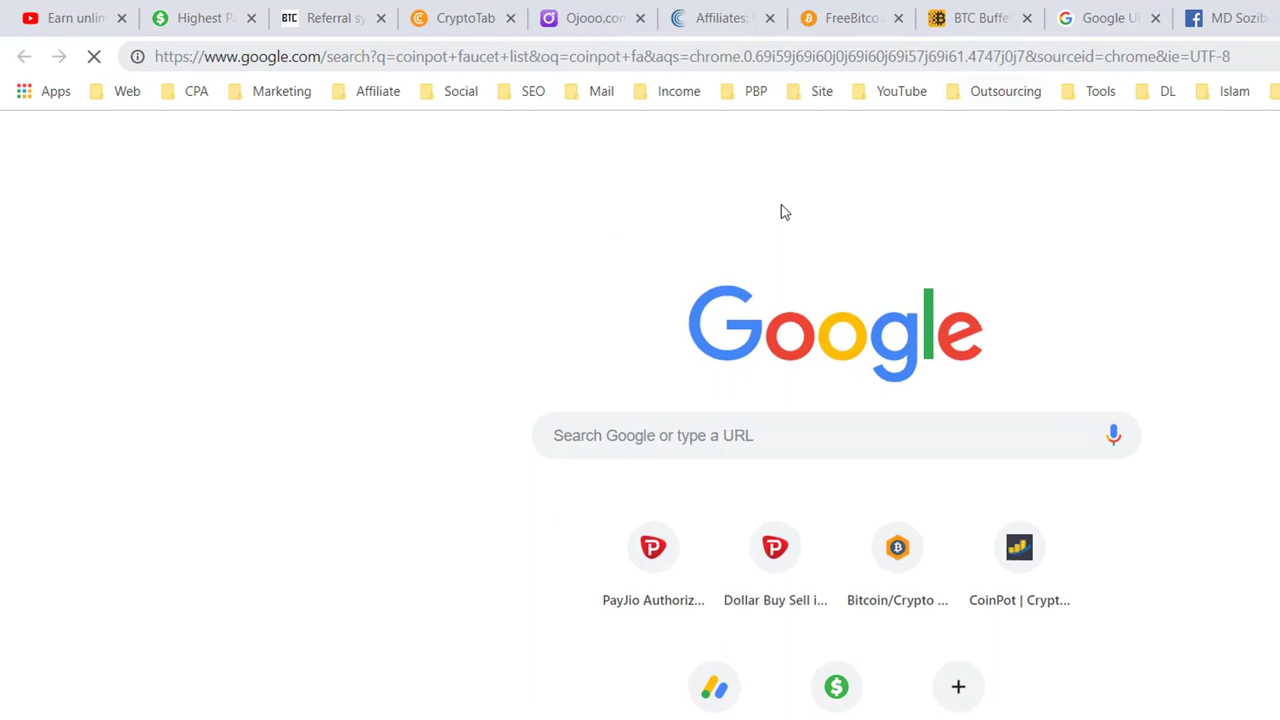 Earn unlin Highest P Referral sy CryptoTab Ojooo.con Affiliates: FreeBitco BTC Buffe Google U MD Sozib
https://www.google.com/search?q=coinpot+faucet+list&oq=coinpot+fa&aqs=chrome.0.69i59j69i60j0j69i60j69i57j69i61.4747j0j7&sourceid=chrome&ie=UTF-8
Apps Web CPA Marketing Affiliate Social SEO Mail Income PBP Site YouTube Outsourcing Tools DL Islam
Google
Search Google or type a URL
PayJio Authoriz... Dollar Buy Sell i... Bitcoin/Crypto ... CoinPot | Crypt...